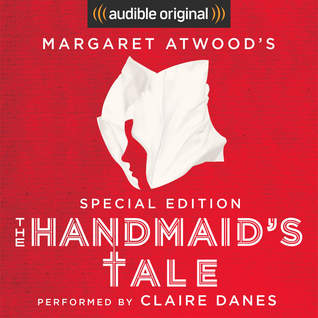 audible original
MARGARET ATWOOD'S
SPECIAL EDITION
THE HANDMAID'S
TALE
PERFORMED BY CLAIRE DANES